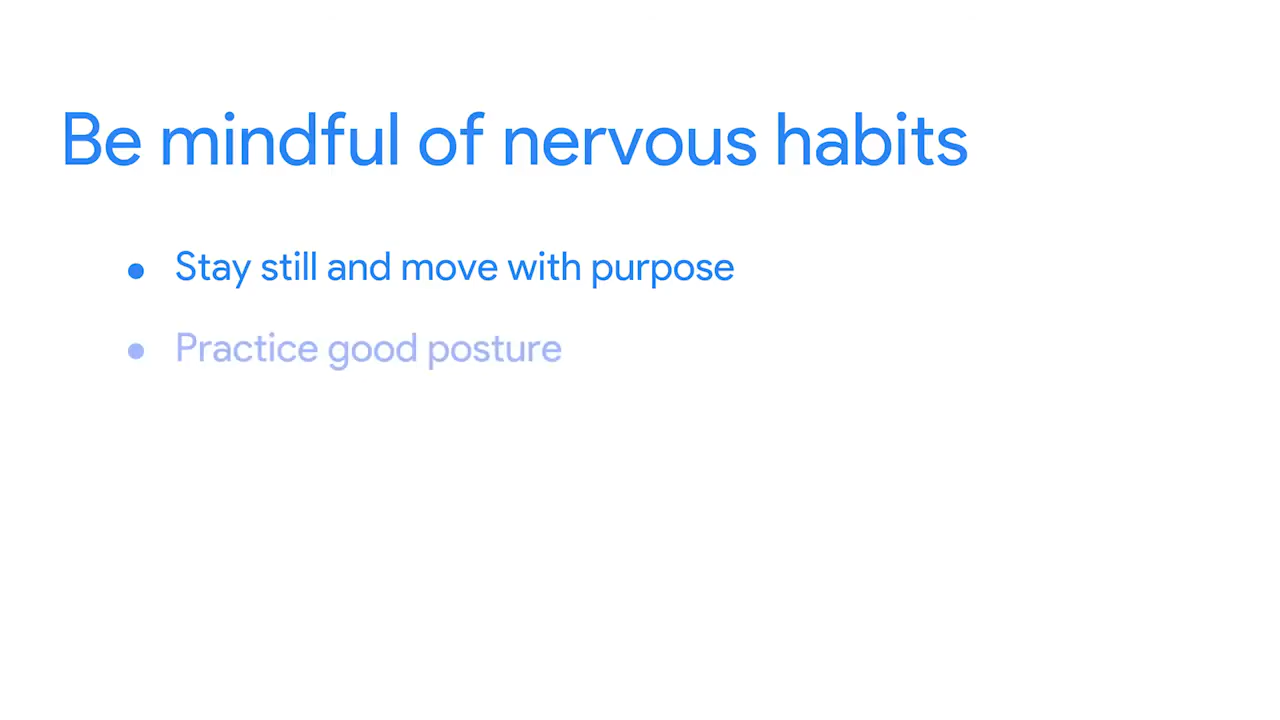 Be mindful of nervous habits
• Stay still and move with purpose
• Practice good posture